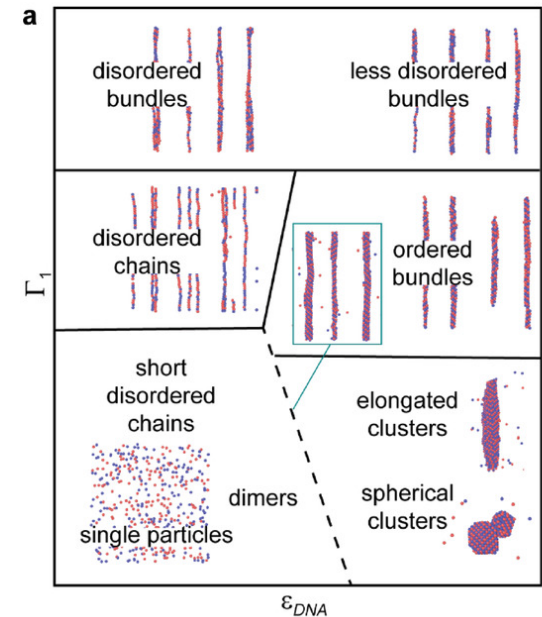 a
disordered
bundles
less disordered
bundles
disordered
chains
ordered
bundles
Γ1
short
disordered
chains
elongated
clusters
dimers
spherical
clusters
single particles
εDNA